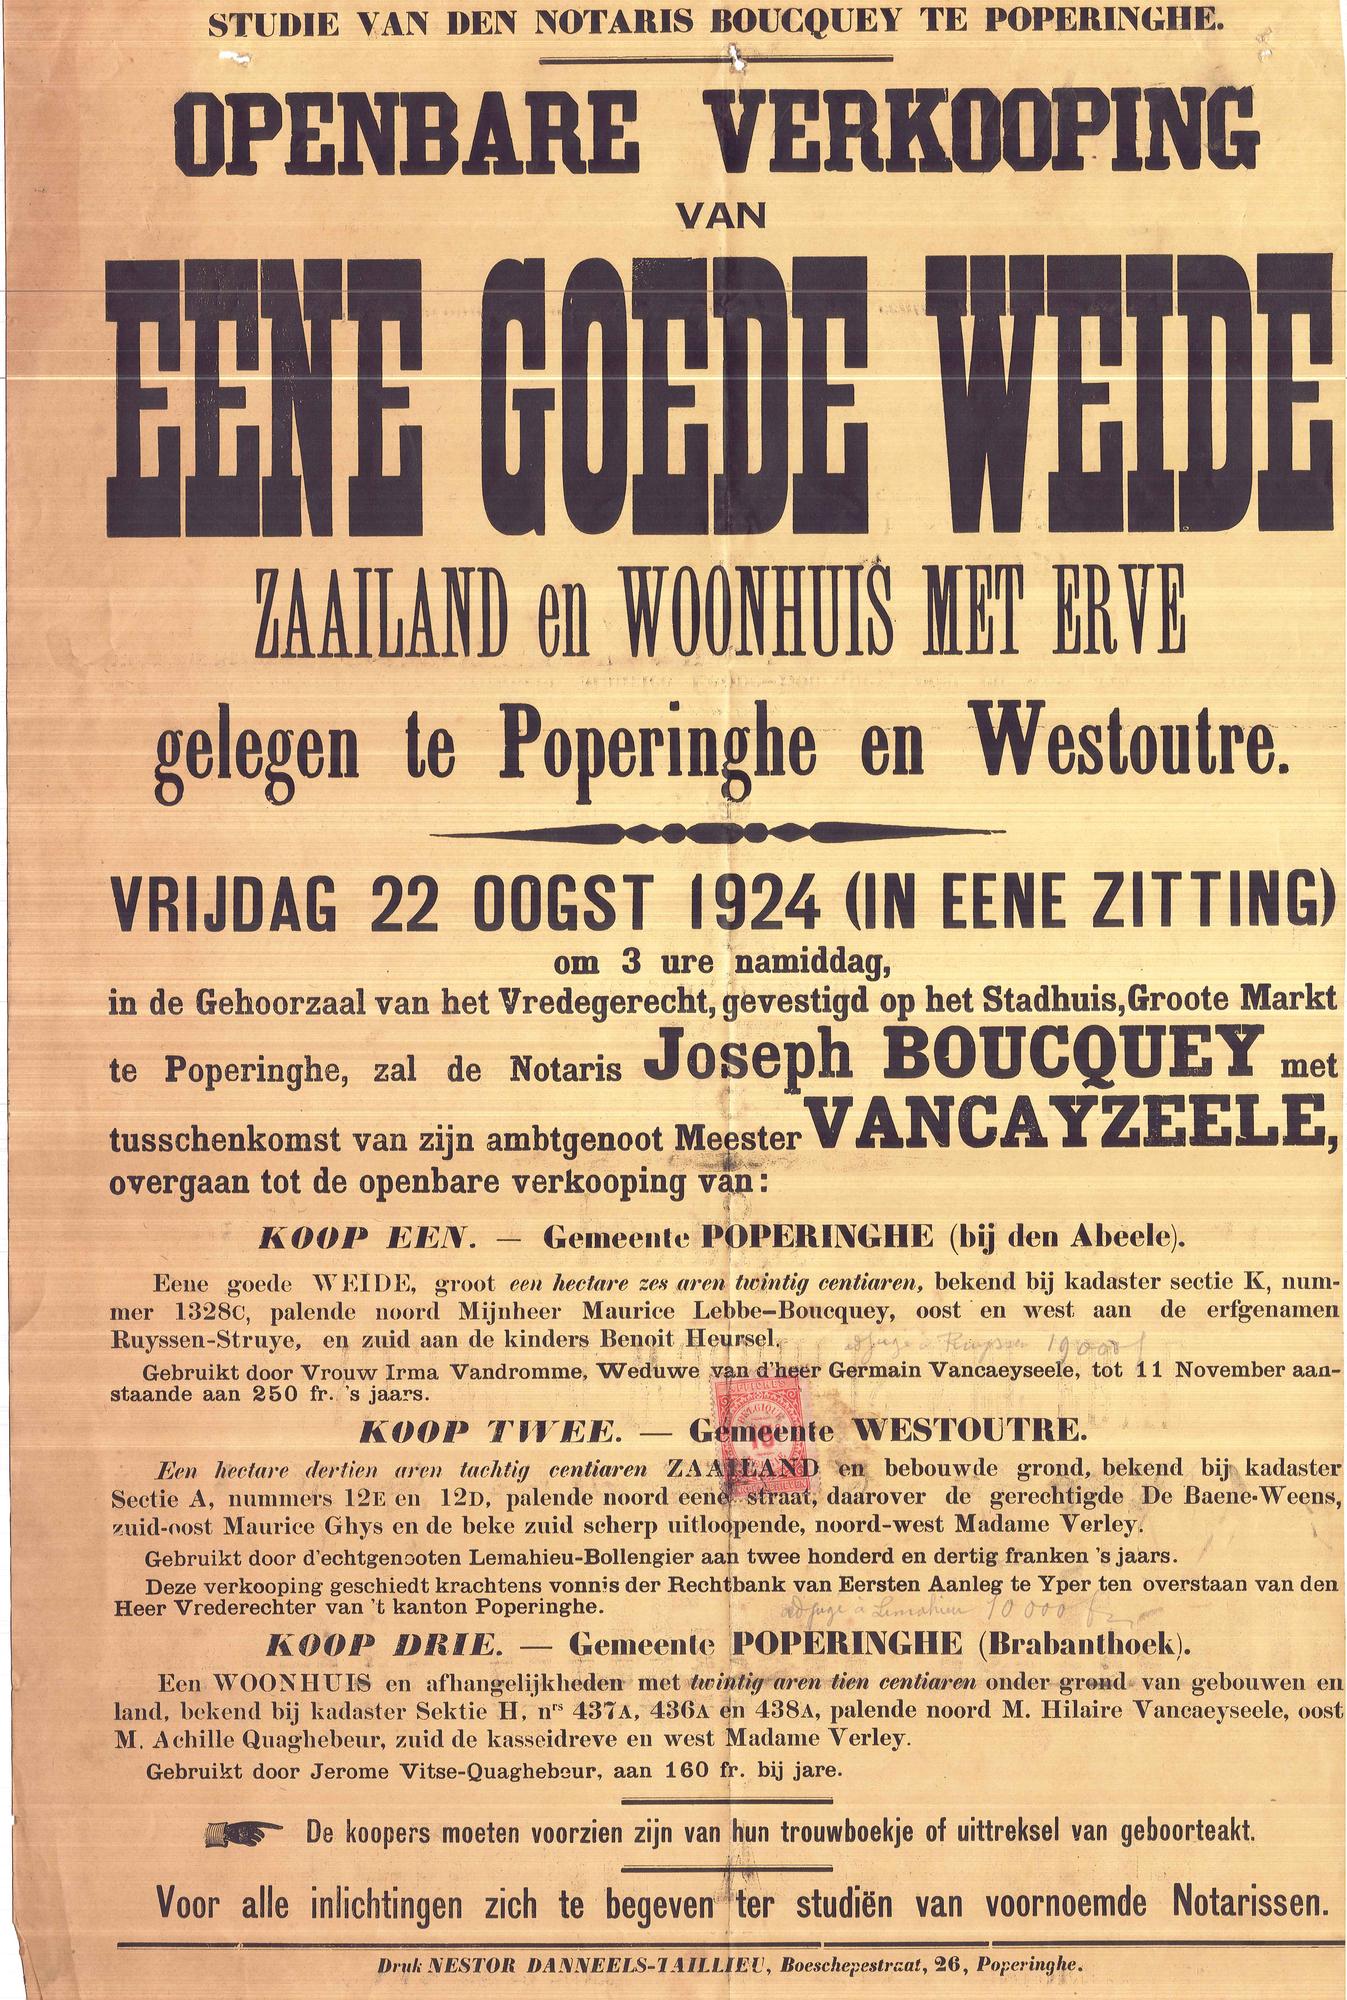 STUDIE VAN DEN NOTARIS BOUCQUEY TE POPERINGHE.
OPENBARE VERKOOPING
VAN
EENE GOEDE WEIDE
ZAAILAND en WOONHUIS MET ERVE
gelegen te Poperinghe en Westoutre.
VRIJDAG 22 OOGST 1924 (IN EENE ZITTING)
om 3 ure namiddag,
in de Gehoorzaal van het Vredegerecht, gevestigd op het Stadhuis, Groote Markt
te Poperinghe, zal de Notaris Joseph BOUCQUEY met
tusschenkomst van zijn ambtgenoot Meester VANCAYZEELE,
overgaan tot de openbare verkooping van:
KOOP EEN. — Gemeente POPERINGHE (bij den Abeele).
Eene goede WEIDE, groot een hectare zes aren twintig centiaren, bekend bij kadaster sectie K, num-
mer 1328C, palende noord Mijnheer Maurice Lebbe-Boucquey, oost en west aan de erfgenamen
Ruyssen-Struye, en zuid aan de kinders Benoit Heursel.
19000 f
Gebruikt door Vrouw Irma Vandromme, Weduwe van d'heer Germain Vancaeyseele, tot 11 November aan-
staande aan 250 fr. 's jaars.
KOOP TWEE. — Gemeente WESTOUTRE.
BELGIQUE
Een hectare dertien aren tachtig centiaren ZAAILAND en bebouwde grond, bekend bij kadaster
Sectie A, nummers 12E en 12D, palende noord eene straat, daarover de gerechtigde De Baene-Weens,
zuid-oost Maurice Ghys en de beke zuid scherp uitloopende, noord-west Madame Verley.
Gebruikt door d'echtgenooten Lemahieu-Bollengier aan twee honderd en dertig franken 's jaars.
Deze verkooping geschiedt krachtens vonnis der Rechtbank van Eersten Aanleg te Yper ten overstaan van den
Heer Vrederechter van 't kanton Poperinghe.
adjuge à Lemahieu 10 000 f
KOOP DRIE. — Gemeente POPERINGHE (Brabanthoek).
Een WOONHUIS en afhangelijkheden met twintig aren tien centiaren onder grond van gebouwen en
land, bekend bij kadaster Sektie H, nrs 437A, 436A en 438A, palende noord M. Hilaire Vancaeyseele, oost
M. Achille Quaghebeur, zuid de kasseidreve en west Madame Verley.
Gebruikt door Jerome Vitse-Quaghebeur, aan 160 fr. bij jare.
De koopers moeten voorzien zijn van hun trouwboekje of uittreksel van geboorteakt.
Voor alle inlichtingen zich te begeven ter studiën van voornoemde Notarissen.
Druk NESTOR DANNEELS-TAILLIEU, Boeschepestraat, 26, Poperinghe.